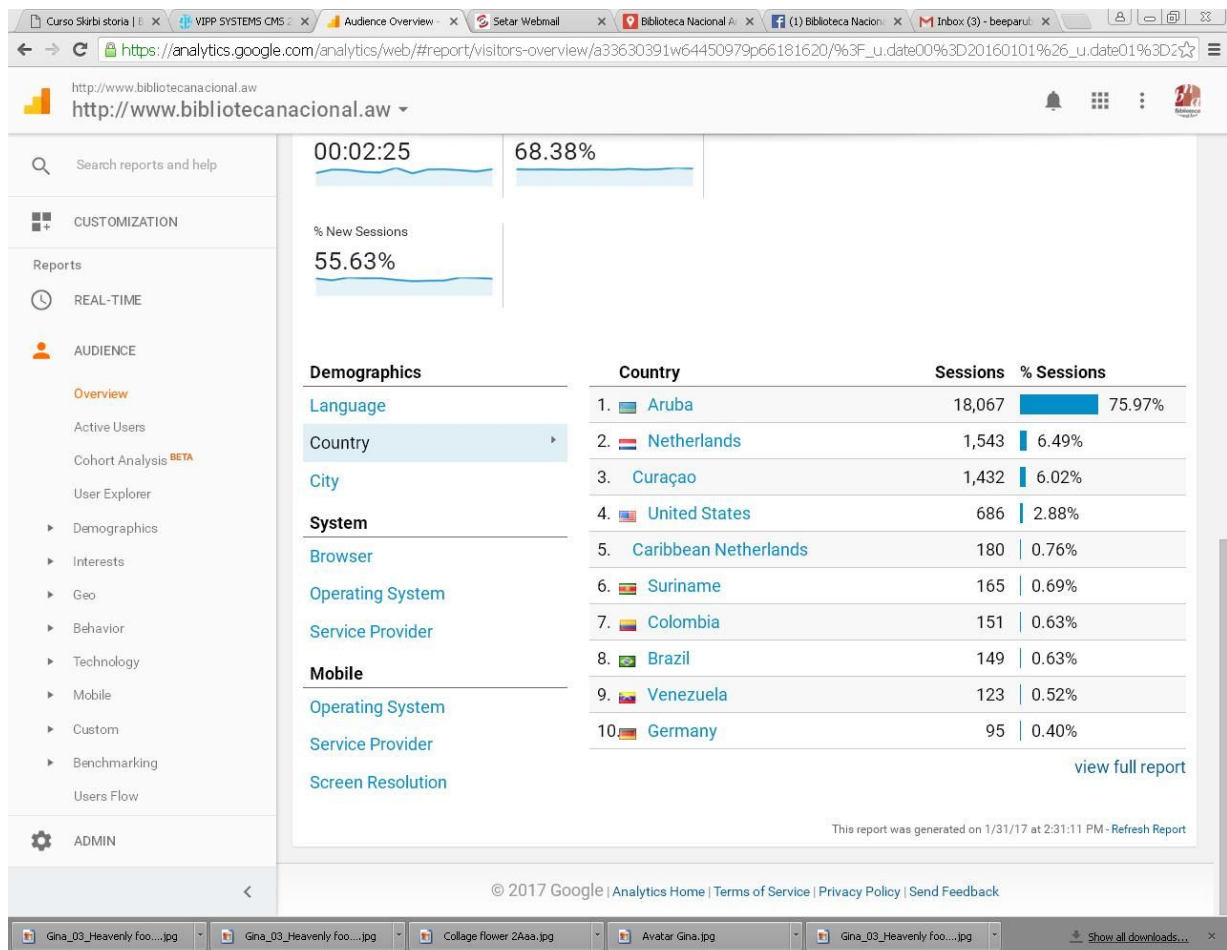 Curso Skirbi storia | B
VIPP SYSTEMS CMS 2
Audience Overview -
Setar Webmail
Biblioteca Nacional A
(1) Biblioteca Naciona
Inbox (3) - beeparub
https://analytics.google.com/analytics/web/#report/visitors-overview/a33630391w64450979p66181620/%3F_u.date00%3D20160101%26_u.date01%3D2
http://www.bibliotecanacional.aw
http://www.bibliotecanacional.aw
Search reports and help
CUSTOMIZATION
Reports
REAL-TIME
AUDIENCE
Overview
Active Users
Cohort Analysis BETA
User Explorer
Demographics
Interests
Geo
Behavior
Technology
Mobile
Custom
Benchmarking
Users Flow
ADMIN
00:02:25
68.38%
% New Sessions
55.63%
Demographics
Language
Country
City
System
Browser
Operating System
Service Provider
Mobile
Operating System
Service Provider
Screen Resolution
Country Sessions % Sessions
1. Aruba 18,067 75.97%
2. Netherlands 1,543 6.49%
3. Curaçao 1,432 6.02%
4. United States 686 2.88%
5. Caribbean Netherlands 180 0.76%
6. Suriname 165 0.69%
7. Colombia 151 0.63%
8. Brazil 149 0.63%
9. Venezuela 123 0.52%
10. Germany 95 0.40%
view full report
This report was generated on 1/31/17 at 2:31:11 PM - Refresh Report
© 2017 Google | Analytics Home | Terms of Service | Privacy Policy | Send Feedback
Gina_03_Heavenly foo....jpg
Gina_03_Heavenly foo....jpg
Collage flower 2Aaa.jpg
Avatar Gina.jpg
Gina_03_Heavenly foo....jpg
Show all downloads...